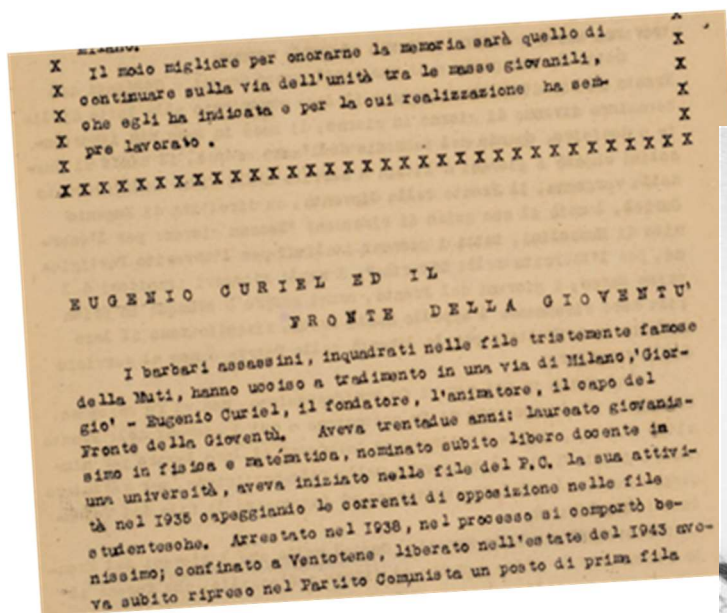 Milano.
X Il modo migliore per onorarne la memoria sarà quello di X
X continuare sulla via dell'unità tra le masse giovanili, X
X che egli ha indicata e per la cui realizzazione ha sem- X
X pre lavorato . X
X X X X X X X X X X X X X X X X X X X X X X X X X X X X X X X
EUGENIO CURIEL ED IL
FRONTE DELLA GIOVENTU'
I barbari assassini, inquadrati nelle file tristemente famose
della Muti, hanno ucciso a tradimento in una via di Milano,'Gior-
gio' - Eugenio Curiel, il fondatore, l'animatore, il capo del
Fronte della Gioventù. Aveva trentadue anni: laureato giovanis-
simo in fisica e matématica, nominato subito libero docente in
una università, aveva iniziato nelle file del P.C. la sua attivi-
tà nel 1935 capeggiando le correnti di opposizione nelle file
studentesche. Arrestato nel 1938, nel processo si comportò be-
nissimo; confinato a Ventotene, liberato nell'estate del 1943 ave-
va subito ripreso nel Partito Comunista un posto di prima fila